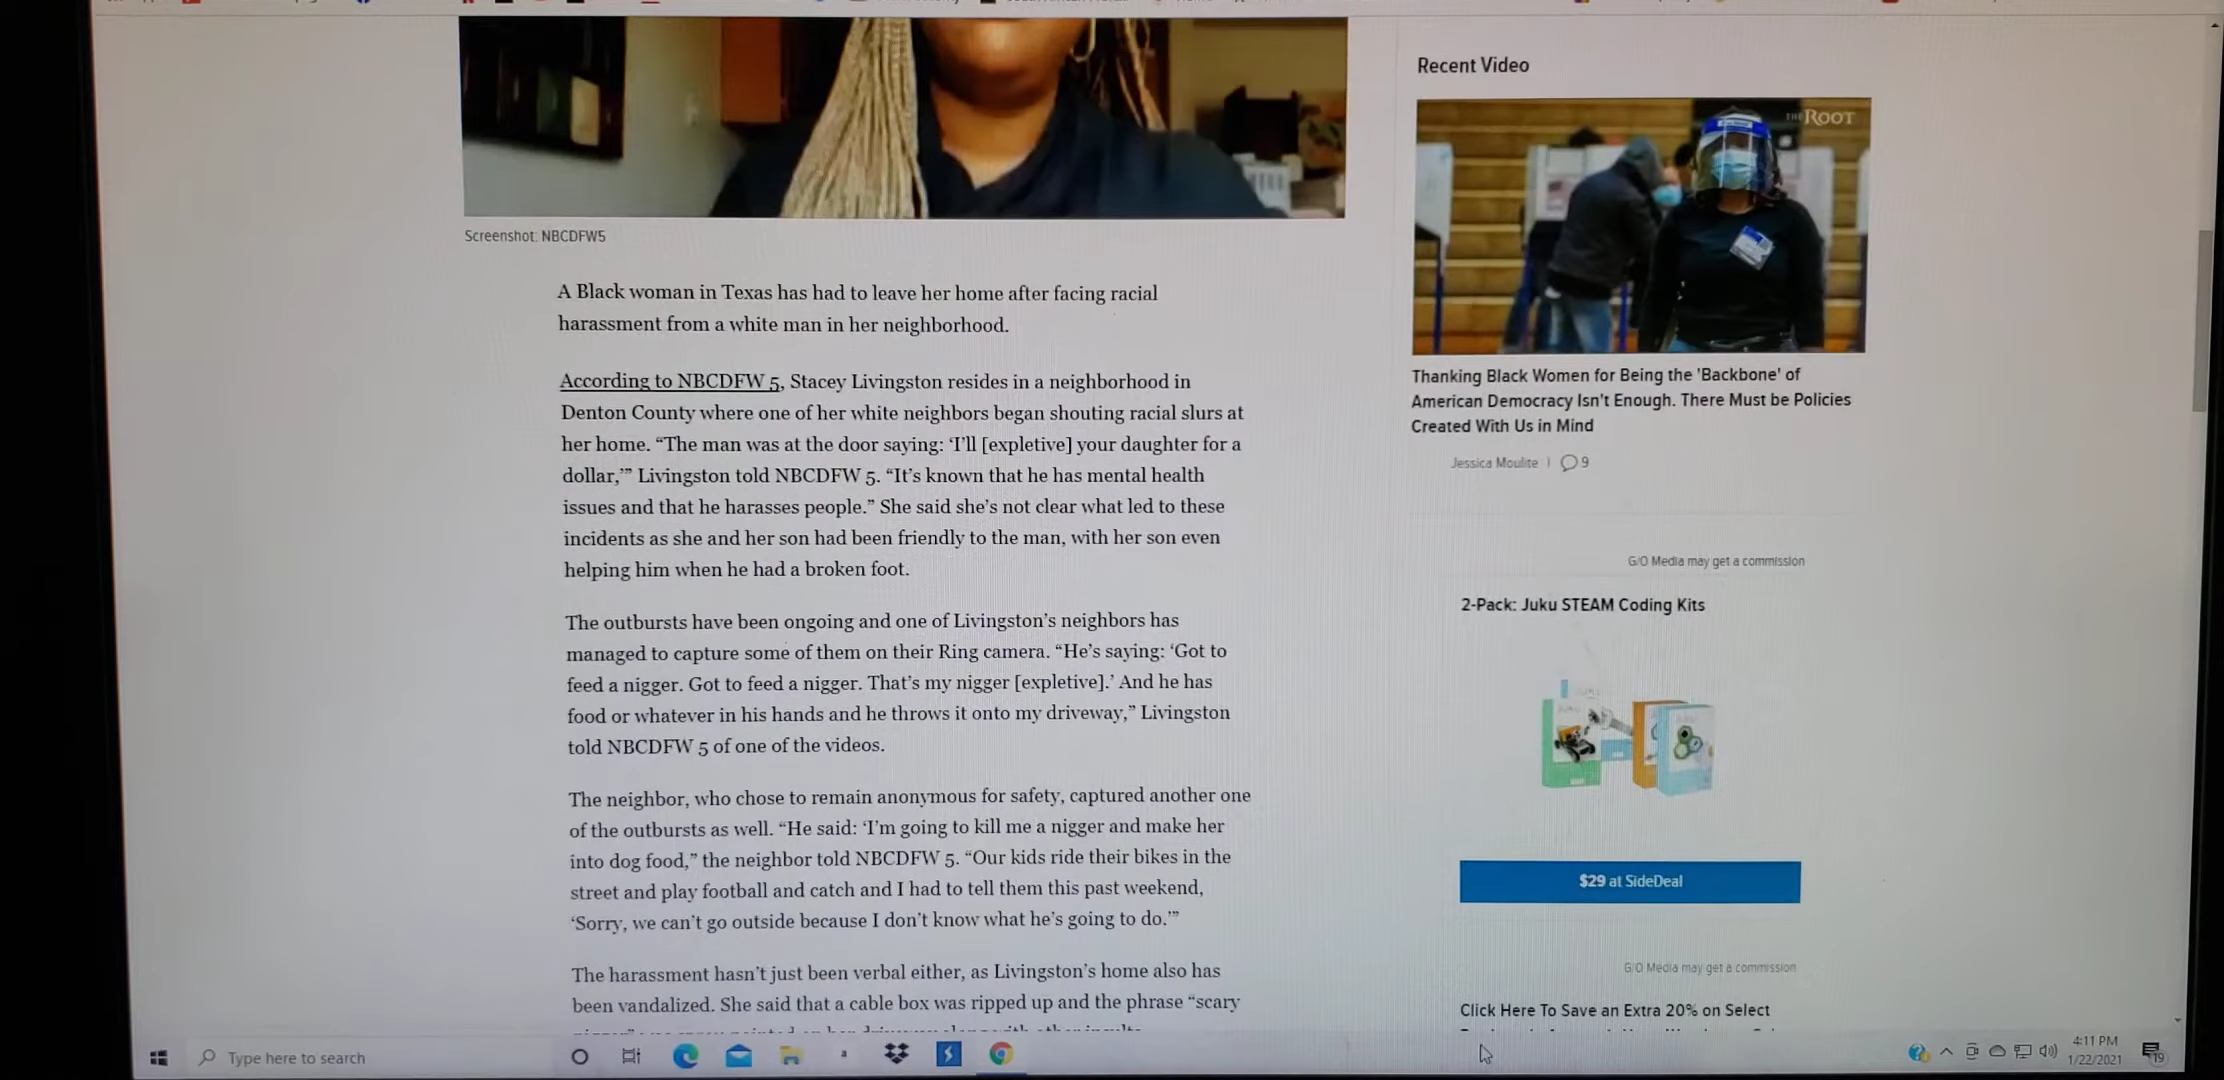 Recent Video
THE ROOT
Screenshot: NBCDFW5
A Black woman in Texas has had to leave her home after facing racial
harassment from a white man in her neighborhood.
According to NBCDFW 5, Stacey Livingston resides in a neighborhood in
Denton County where one of her white neighbors began shouting racial slurs at
her home. “The man was at the door saying: ‘I’ll [expletive] your daughter for a
dollar,’” Livingston told NBCDFW 5. “It’s known that he has mental health
issues and that he harasses people.” She said she’s not clear what led to these
incidents as she and her son had been friendly to the man, with her son even
helping him when he had a broken foot.
The outbursts have been ongoing and one of Livingston’s neighbors has
managed to capture some of them on their Ring camera. “He’s saying: ‘Got to
feed a nigger. Got to feed a nigger. That’s my nigger [expletive].’ And he has
food or whatever in his hands and he throws it onto my driveway,” Livingston
told NBCDFW 5 of one of the videos.
The neighbor, who chose to remain anonymous for safety, captured another one
of the outbursts as well. “He said: ‘I’m going to kill me a nigger and make her
into dog food,” the neighbor told NBCDFW 5. “Our kids ride their bikes in the
street and play football and catch and I had to tell them this past weekend,
‘Sorry, we can’t go outside because I don’t know what he’s going to do.’”
The harassment hasn’t just been verbal either, as Livingston’s home also has
been vandalized. She said that a cable box was ripped up and the phrase “scary
Thanking Black Women for Being the 'Backbone' of
American Democracy Isn't Enough. There Must be Policies
Created With Us in Mind
Jessica Moulite | 9
G/O Media may get a commission
2-Pack: Juku STEAM Coding Kits
$29 at SideDeal
G/O Media may get a commission
Click Here To Save an Extra 20% on Select
Type here to search
4:11 PM
1/22/2021
19